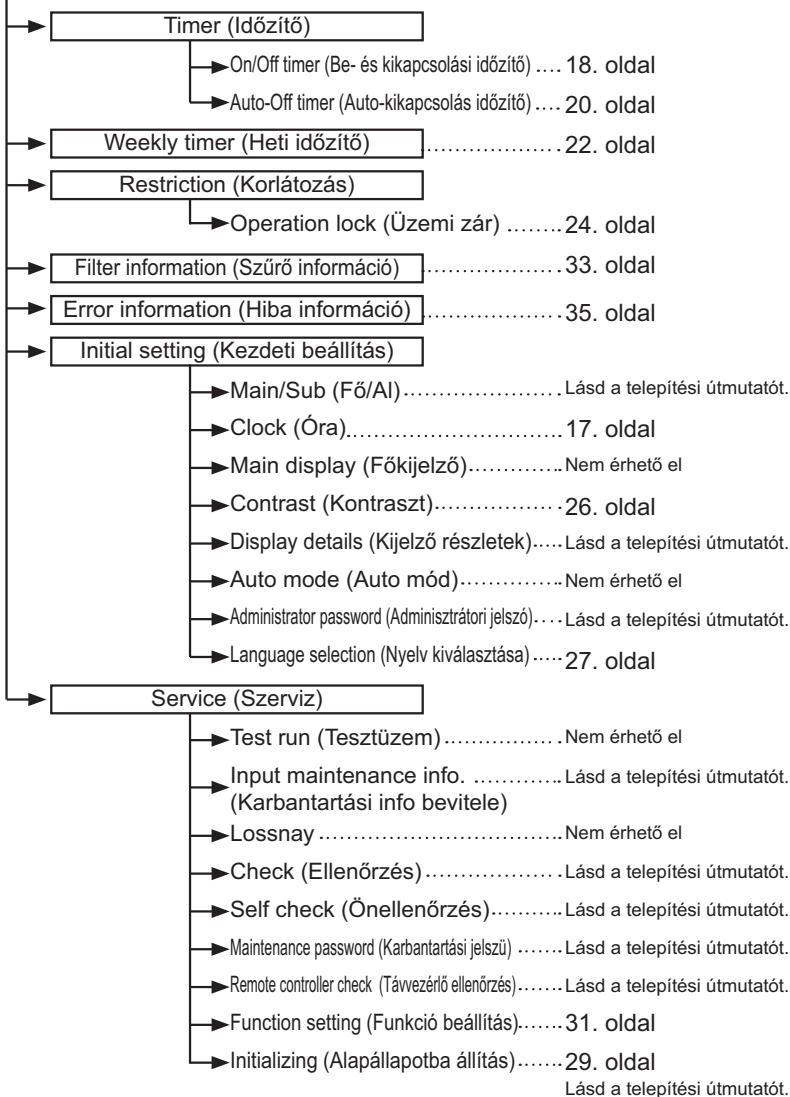 Timer (Időzítő)
On/Off timer (Be- és kikapcsolási időzítő) .... 18. oldal
Auto-Off timer (Auto-kikapcsolás időzítő) .... 20. oldal
Weekly timer (Heti időzítő) .................... 22. oldal
Restriction (Korlátozás)
Operation lock (Üzemi zár) ........ 24. oldal
Filter information (Szűrő információ) .................... 33. oldal
Error information (Hiba információ) .................... 35. oldal
Initial setting (Kezdeti beállítás)
Main/Sub (Fő/Al) ..................... Lásd a telepítési útmutatót.
Clock (Óra) ............................ 17. oldal
Main display (Főkijelző) ............. Nem érhető el
Contrast (Kontraszt) ................. 26. oldal
Display details (Kijelző részletek) ..... Lásd a telepítési útmutatót.
Auto mode (Auto mód) .............. Nem érhető el
Administrator password (Adminisztrátori jelszó) .... Lásd a telepítési útmutatót.
Language selection (Nyelv kiválasztása) ..... 27. oldal
Service (Szerviz)
Test run (Tesztüzem) ................ Nem érhető el
Input maintenance info. ............ Lásd a telepítési útmutatót.
(Karbantartási info bevitele)
Lossnay ................................ Nem érhető el
Check (Ellenőrzés) .................. Lásd a telepítési útmutatót.
Self check (Önellenőrzés) .......... Lásd a telepítési útmutatót.
Maintenance password (Karbantartási jelszü) ....... Lásd a telepítési útmutatót.
Remote controller check (Távvezérlő ellenőrzés) ....... Lásd a telepítési útmutatót.
Function setting (Funkció beállítás) ....... 31. oldal
Initializing (Alapállapotba állítás) ....... 29. oldal
Lásd a telepítési útmutatót.